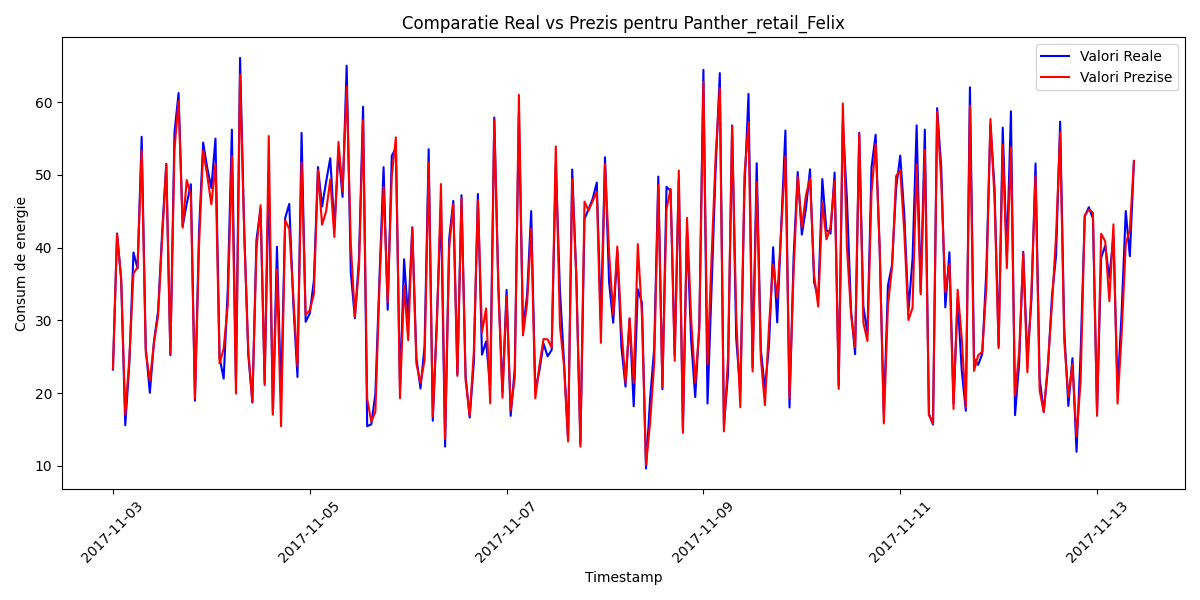 Comparatie Real vs Prezis pentru Panther_retail_Felix
Valori Reale
Valori Prezise
Consum de energie
60
50
40
30
20
10
2017-11-03
2017-11-05
2017-11-07
2017-11-09
2017-11-11
2017-11-13
Timestamp